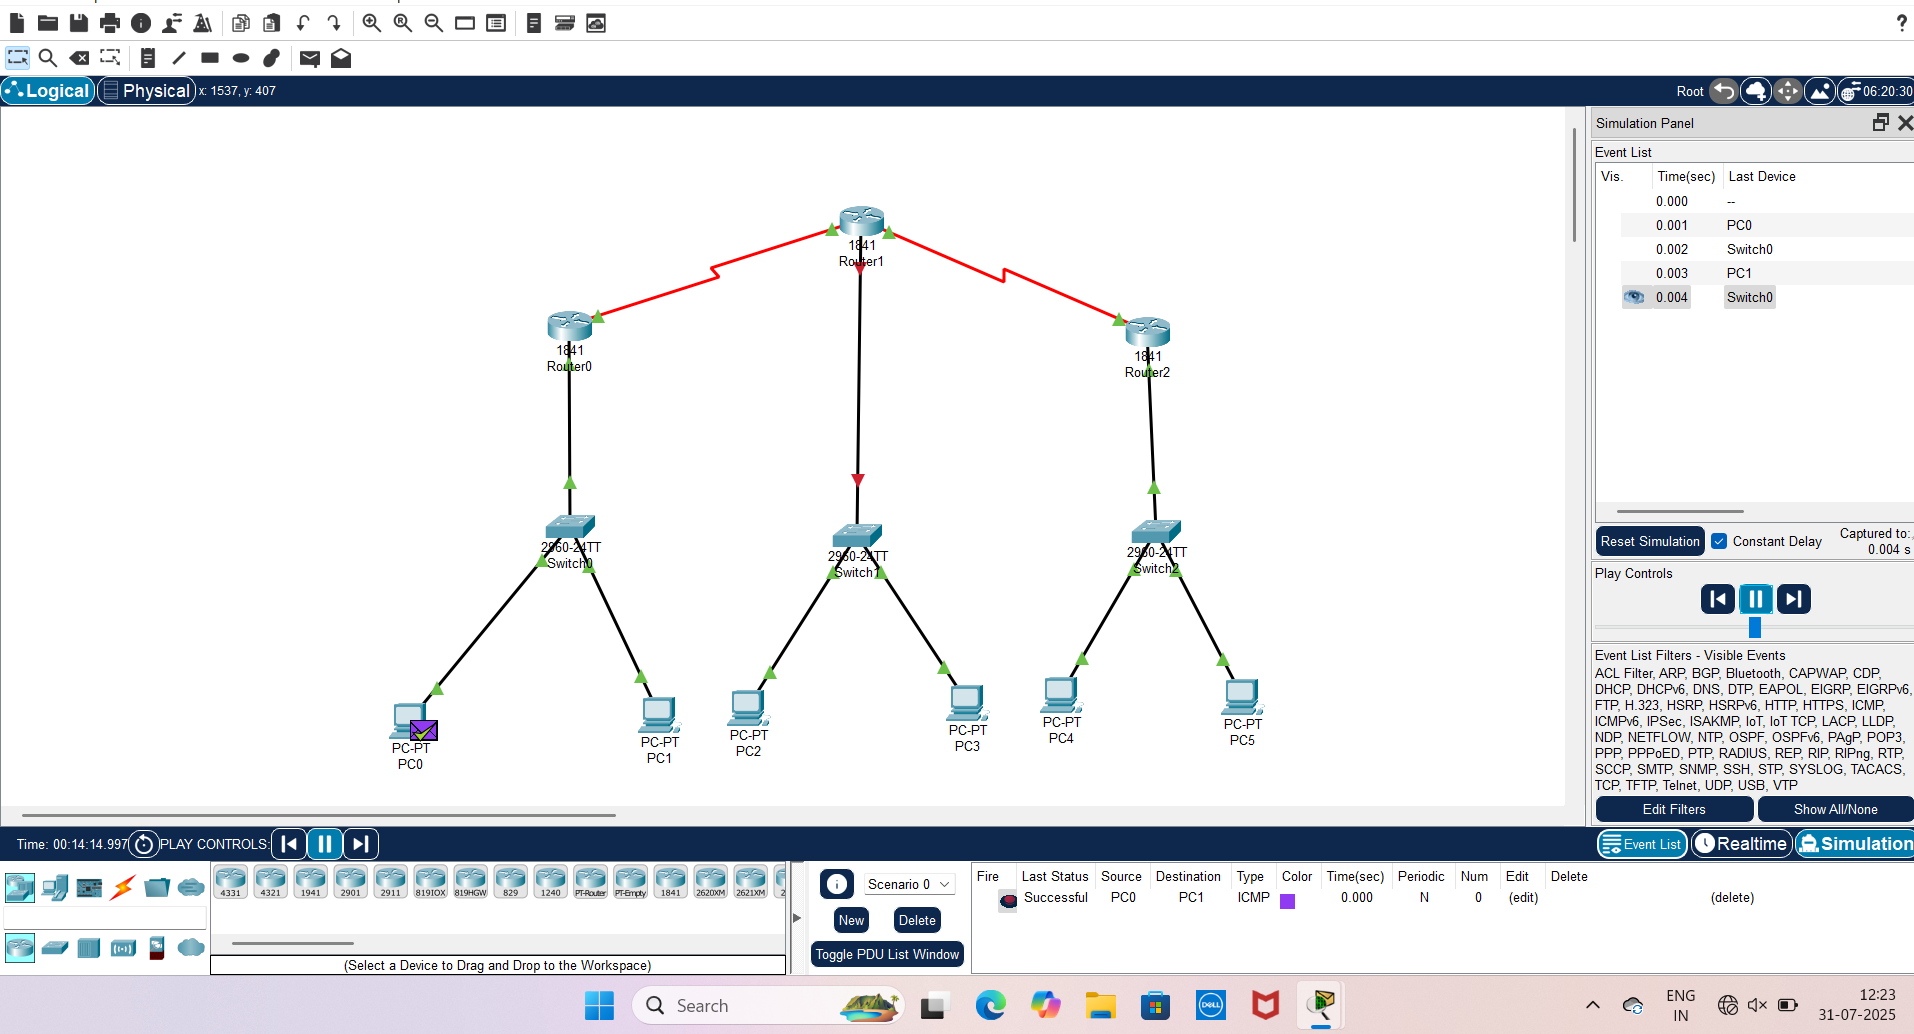 Logical
Physical
x: 1537, y: 407
Root
06:20:30
Simulation Panel
Event List
Vis. Time(sec) Last Device
0.000 --
0.001 PC0
0.002 Switch0
0.003 PC1
0.004 Switch0
1841
Router1
1841
Router0
1841
Router2
2960-24TT
Switch0
2960-24TT
Switch1
2960-24TT
Switch2
PC-PT
PC0
PC-PT
PC1
PC-PT
PC2
PC-PT
PC3
PC-PT
PC4
PC-PT
PC5
Reset Simulation
Constant Delay
Captured to:
0.004 s
Play Controls
Event List Filters - Visible Events
ACL Filter, ARP, BGP, Bluetooth, CAPWAP, CDP,
DHCP, DHCPv6, DNS, DTP, EAPOL, EIGRP, EIGRPv6,
FTP, H.323, HSRP, HSRPv6, HTTP, HTTPS, ICMP,
ICMPv6, IPSec, ISAKMP, IoT, IoT TCP, LACP, LLDP,
NDP, NETFLOW, NTP, OSPF, OSPFv6, PAgP, POP3,
PPP, PPPoED, PTP, RADIUS, REP, RIP, RIPng, RTP,
SCCP, SMTP, SNMP, SSH, STP, SYSLOG, TACACS,
TCP, TFTP, Telnet, UDP, USB, VTP
Edit Filters
Show All/None
Time: 00:14:14.997
PLAY CONTROLS:
Event List
Realtime
Simulation
4331 4321 1941 2901 2911 819IOX 819HGW 829 1240 PT-Router PT-Empty 1841 2620XM 2621XM 2
(Select a Device to Drag and Drop to the Workspace)
Scenario 0
New
Delete
Toggle PDU List Window
Fire Last Status Source Destination Type Color Time(sec) Periodic Num Edit Delete
Successful PC0 PC1 ICMP 0.000 N 0 (edit) (delete)
Search
DELL
ENG
IN
12:23
31-07-2025